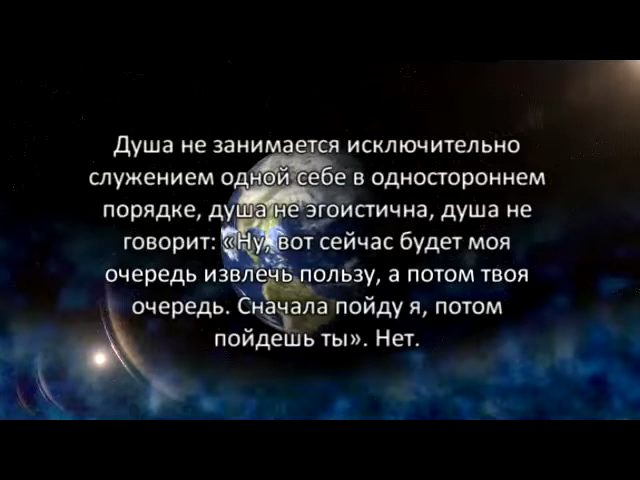 Душа не занимается исключительно
служением одной себе в одностороннем
порядке, душа не эгоистична, душа не
говорит: «Ну, вот сейчас будет моя
очередь извлечь пользу, а потом твоя
очередь. Сначала пойду я, потом
пойдешь ты». Нет.